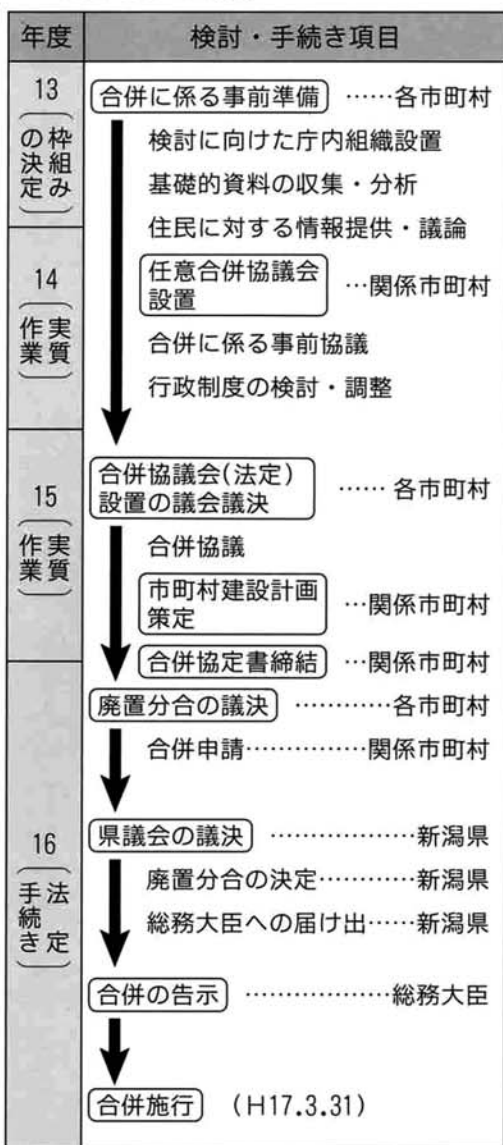 年度
検討・手続き項目
13
(枠組みの決定)
合併に係る事前準備 ……各市町村
検討に向けた庁内組織設置
基礎的資料の収集・分析
住民に対する情報提供・議論
14
(実質作業)
任意合併協議会
設置 …関係市町村
合併に係る事前協議
行政制度の検討・調整
15
(実質作業)
合併協議会(法定)
設置の議会議決 ……各市町村
合併協議
市町村建設計画
策定 …関係市町村
合併協定書締結 …関係市町村
16
(法定手続き)
廃置分合の議決 …………各市町村
合併申請……………関係市町村
県議会の議決 ………………新潟県
廃置分合の決定…………新潟県
総務大臣への届け出……新潟県
合併の告示 ………………総務大臣
合併施行 (H17.3.31)